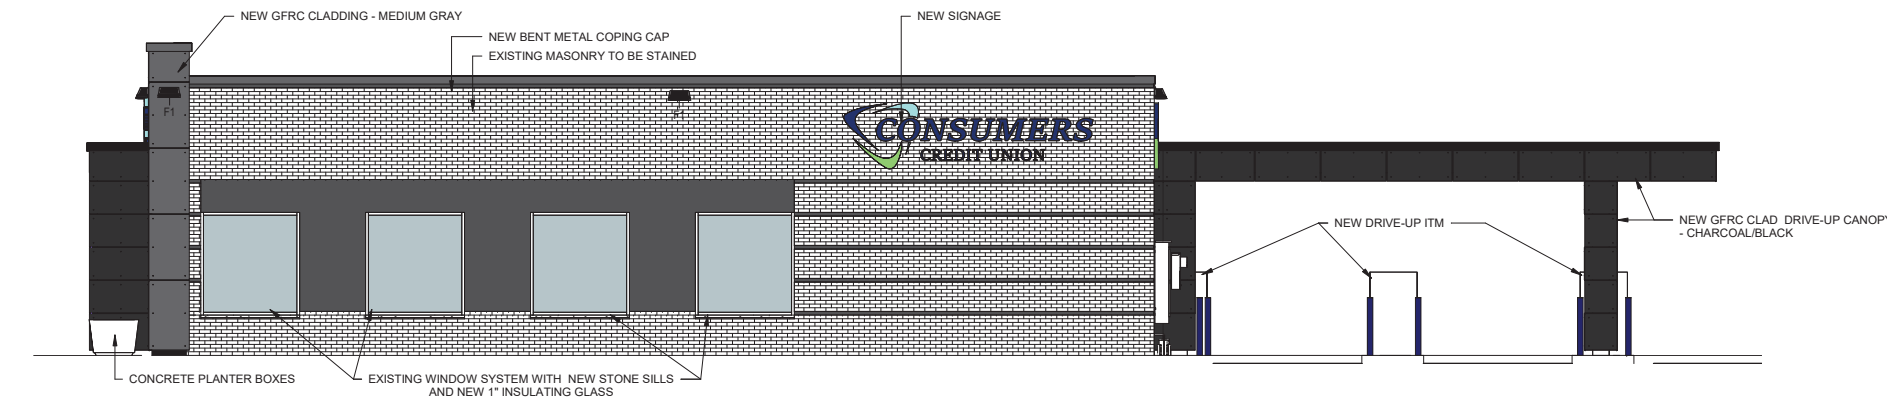 NEW GFRC CLADDING - MEDIUM GRAY
NEW SIGNAGE
NEW BENT METAL COPING CAP
EXISTING MASONRY TO BE STAINED
F1
F1
CONSUMERS
CREDIT UNION
NEW DRIVE-UP ITM
NEW GFRC CLAD DRIVE-UP CANOPY
- CHARCOAL/BLACK
CONCRETE PLANTER BOXES
EXISTING WINDOW SYSTEM WITH NEW STONE SILLS
AND NEW 1" INSULATING GLASS